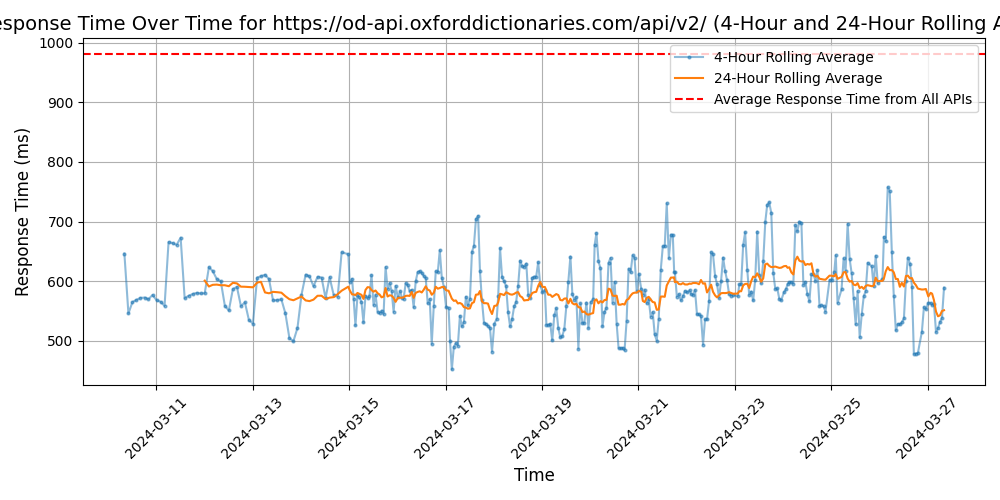 esponse Time Over Time for https://od-api.oxforddictionaries.com/api/v2/ (4-Hour and 24-Hour Rolling A
4-Hour Rolling Average
24-Hour Rolling Average
Average Response Time from All APIs
Response Time (ms)
1000
900
800
700
600
500
2024-03-11
2024-03-13
2024-03-15
2024-03-17
2024-03-19
2024-03-21
2024-03-23
2024-03-25
2024-03-27
Time